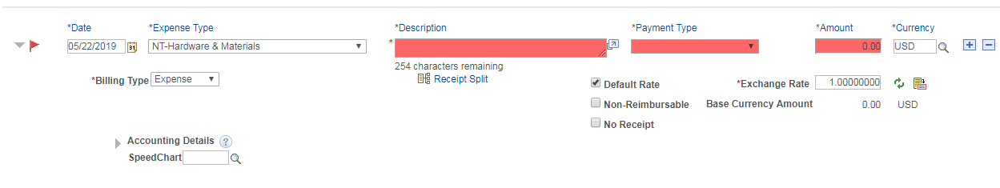 *Date *Expense Type *Description *Payment Type *Amount *Currency
05/22/2019 31 NT-Hardware & Materials * 0.00 USD
254 characters remaining
*Billing Type Expense Receipt Split Default Rate *Exchange Rate 1.00000000
Non-Reimbursable Base Currency Amount 0.00 USD
No Receipt
Accounting Details ?
SpeedChart